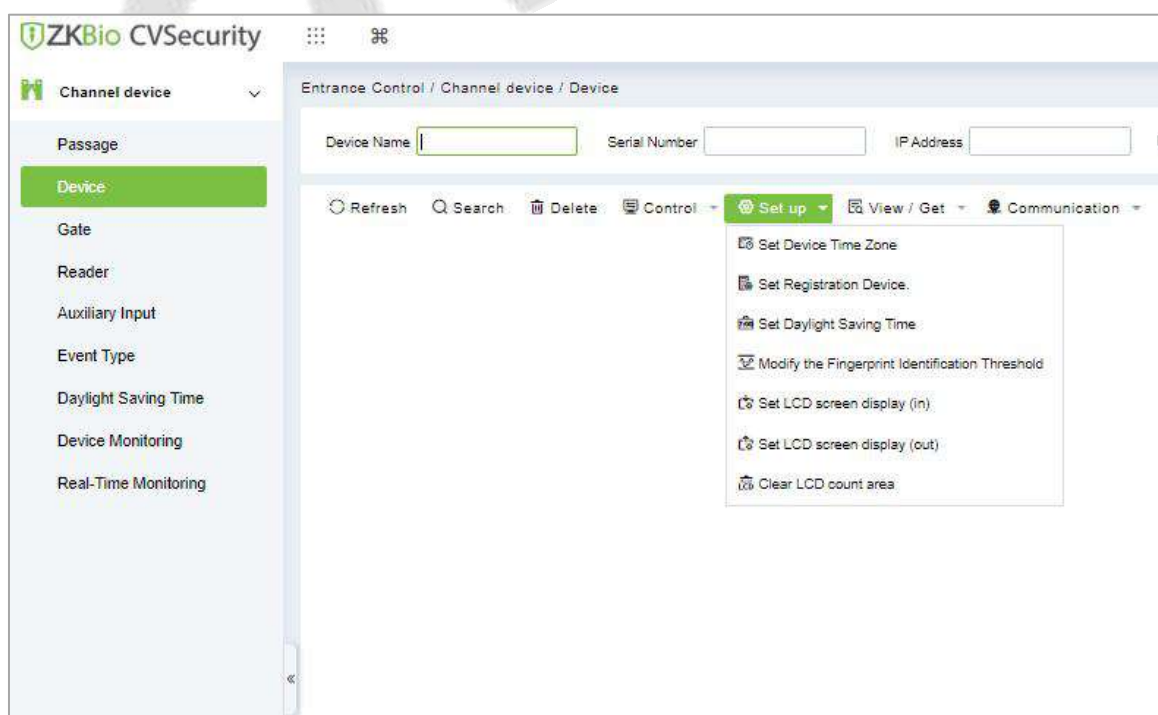 ZKBio CVSecurity
Channel device
Entrance Control / Channel device / Device
Passage
Device Name
Serial Number
IP Address
Device
Refresh
Search
Delete
Control
Set up
View / Get
Communication
Gate
Set Device Time Zone
Reader
Set Registration Device.
Auxiliary Input
Set Daylight Saving Time
Event Type
Modify the Fingerprint Identification Threshold
Daylight Saving Time
Set LCD screen display (in)
Device Monitoring
Set LCD screen display (out)
Real-Time Monitoring
Clear LCD count area